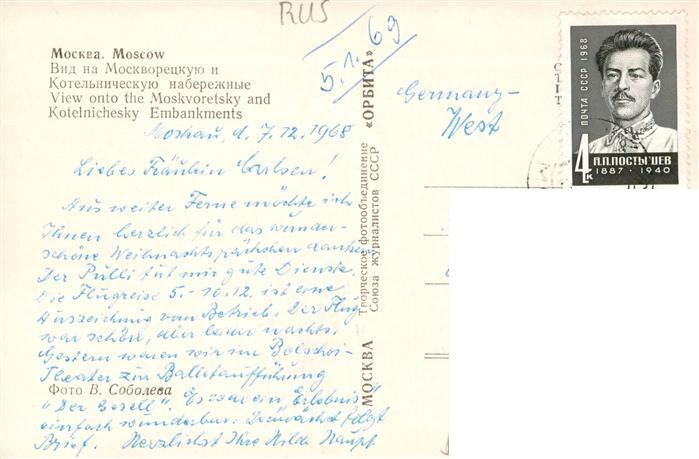 RUS
5.1.69
Москва. Moscow
Вид на Москворецкую и
Котельническую набережные
View onto the Moskvoretsky and
Kotelnichesky Embankments
Moskau, d. 7.12.1968
Liebes Fräulein Carlsen!
Aus weiter Ferne möchte ich
Ihnen herzlich für das wunder-
schöne Weihnachtspäckchen danken.
Der Pulli tut mir gute Dienste.
Die Flugreise 5.-10.12. ist eine
Auszeichnung vom Betrieb. Der Flug
war schön, aber leider nachts.
Gestern waren wir im Bolschoi-
Theater zur Ballettaufführung
Фото В. Соболева
Es war ein Erlebnis
einfach wunderbar. Demnächst folgt
Brief. Herzlichst Ihre Hilde Haupt
МОСКВА
Творческое фотообъединение «ОРБИТА»
Союза журналистов СССР
Germany-
West
ПОЧТА СССР 1968
4к
П.П.ПОСТЫШЕВ
1887 · 1940